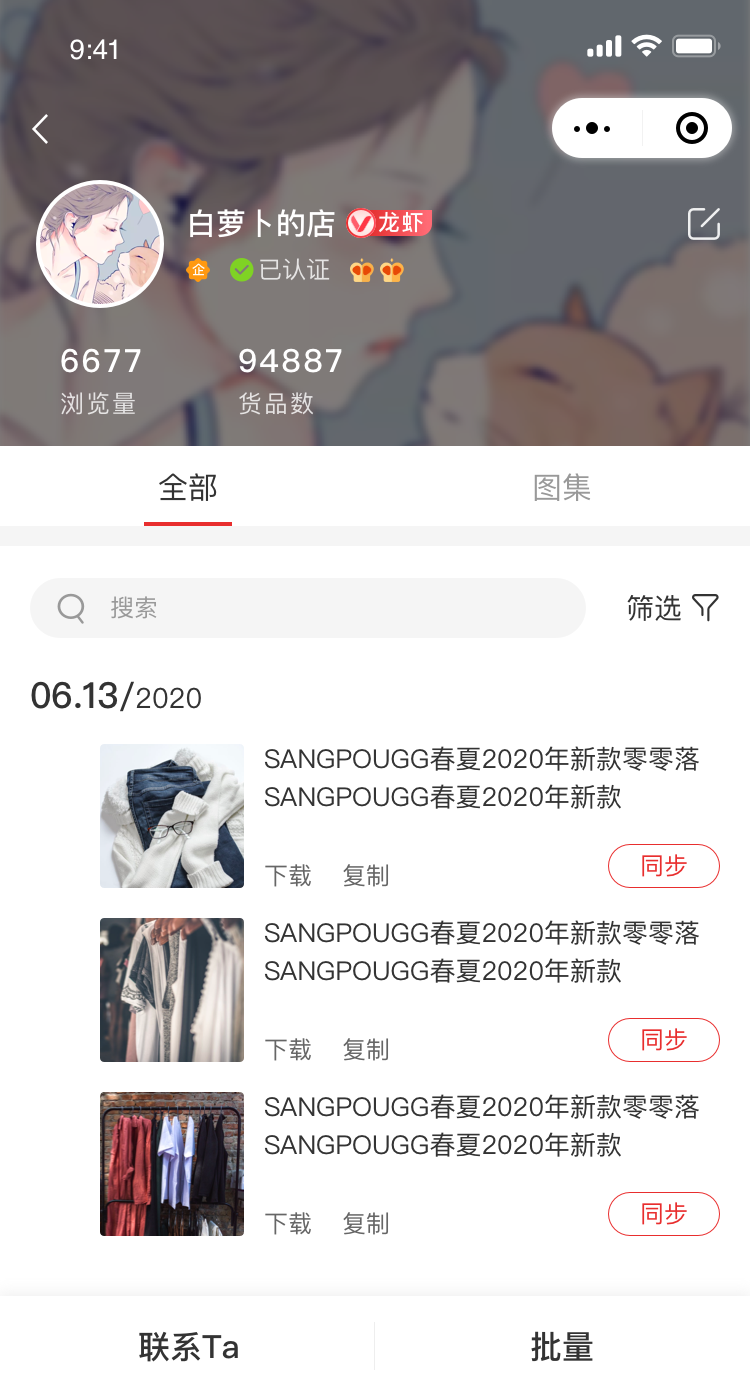 9:41
白萝卜的店 V龙虾
企 已认证
6677 94887
浏览量 货品数
全部 图集
搜索 筛选
06.13/2020
SANGPOUGG春夏2020年新款零零落
SANGPOUGG春夏2020年新款
下载 复制 同步
SANGPOUGG春夏2020年新款零零落
SANGPOUGG春夏2020年新款
下载 复制 同步
SANGPOUGG春夏2020年新款零零落
SANGPOUGG春夏2020年新款
下载 复制 同步
联系Ta 批量